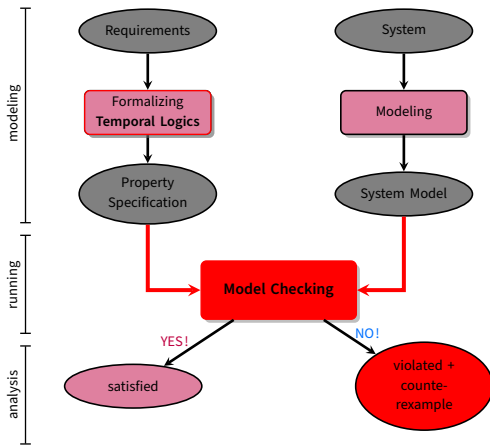 Requirements
System
modeling
Formalizing
Temporal Logics
Modeling
Property
Specification
System Model
running
Model Checking
YES!
NO!
analysis
satisfied
violated +
counte-
rexample